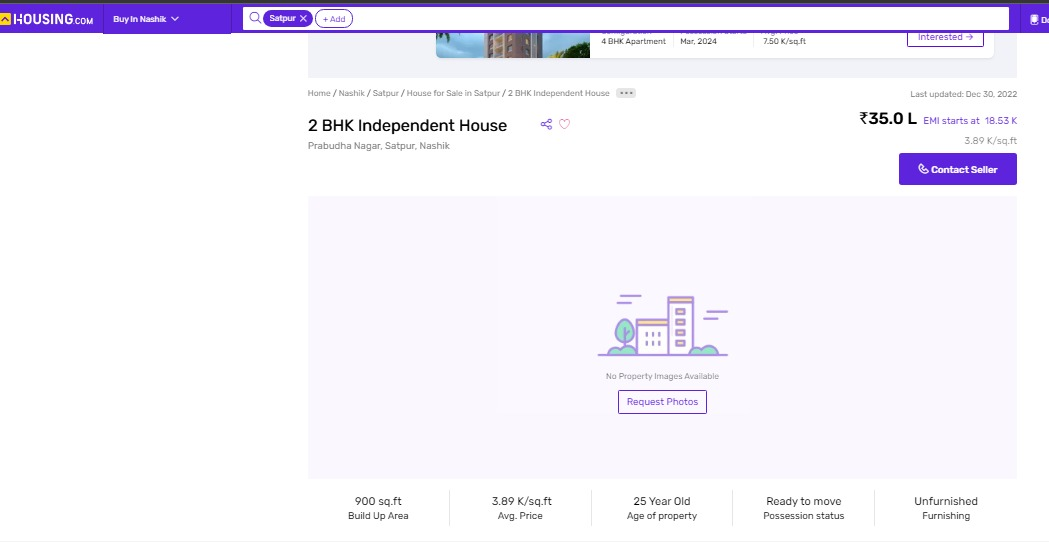 HOUSING.COM
Buy In Nashik
Satpur
+ Add
4 BHK Apartment
Mar, 2024
7.50 K/sq.ft
Interested →
Home / Nashik / Satpur / House for Sale in Satpur / 2 BHK Independent House
Last updated: Dec 30, 2022
2 BHK Independent House
₹35.0 L EMI starts at 18.53 K
Prabudha Nagar, Satpur, Nashik
3.89 K/sq.ft
Contact Seller
No Property Images Available
Request Photos
900 sq.ft
Build Up Area
3.89 K/sq.ft
Avg. Price
25 Year Old
Age of property
Ready to move
Possession status
Unfurnished
Furnishing